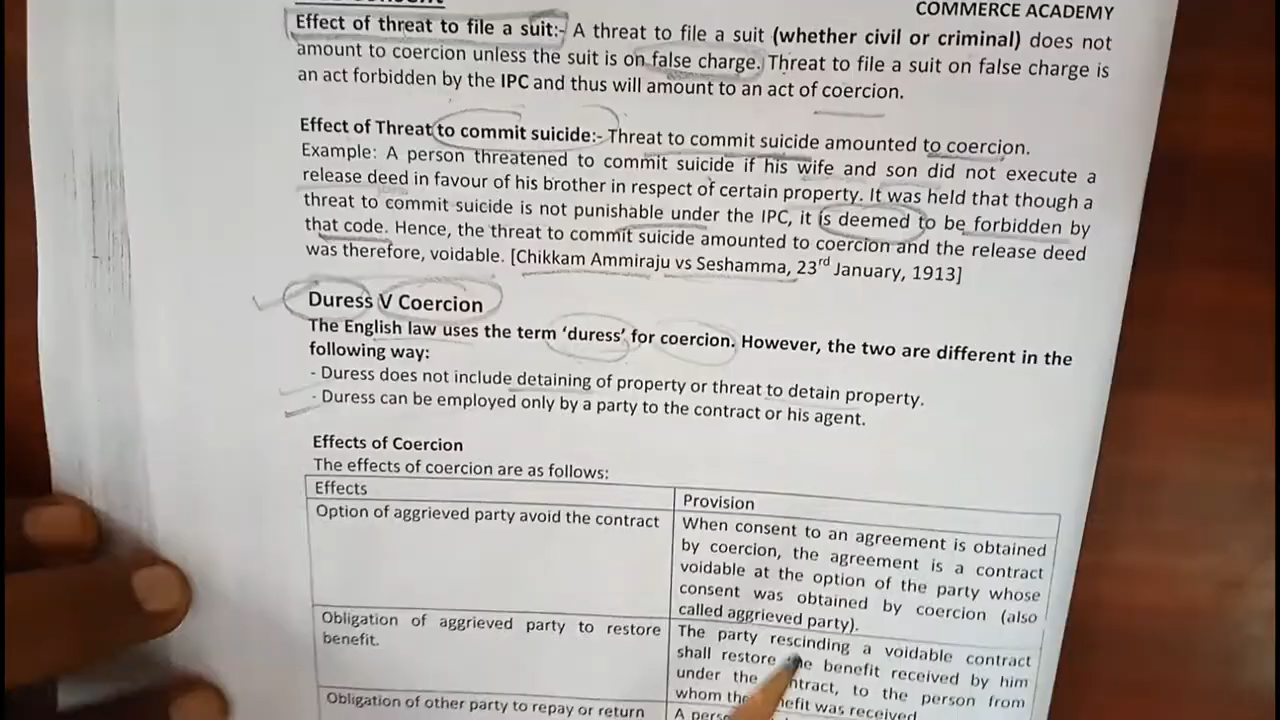 COMMERCE ACADEMY
Effect of threat to file a suit:- A threat to file a suit (whether civil or criminal) does not
amount to coercion unless the suit is on false charge. Threat to file a suit on false charge is
an act forbidden by the IPC and thus will amount to an act of coercion.
Effect of Threat to commit suicide:- Threat to commit suicide amounted to coercion.
Example: A person threatened to commit suicide if his wife and son did not execute a
release deed in favour of his brother in respect of certain property. It was held that though a
threat to commit suicide is not punishable under the IPC, it is deemed to be forbidden by
that code. Hence, the threat to commit suicide amounted to coercion and the release deed
was therefore, voidable. [Chikkam Ammiraju vs Seshamma, 23rd January, 1913]
Duress V Coercion
The English law uses the term ‘duress’ for coercion. However, the two are different in the
following way:
- Duress does not include detaining of property or threat to detain property.
- Duress can be employed only by a party to the contract or his agent.
Effects of Coercion
The effects of coercion are as follows:
Effects
Provision
Option of aggrieved party avoid the contract
When consent to an agreement is obtained
by coercion, the agreement is a contract
voidable at the option of the party whose
consent was obtained by coercion (also
called aggrieved party).
Obligation of aggrieved party to restore
benefit.
The party rescinding a voidable contract
shall restore the benefit received by him
under the contract, to the person from
whom the benefit was received.
Obligation of other party to repay or return
A